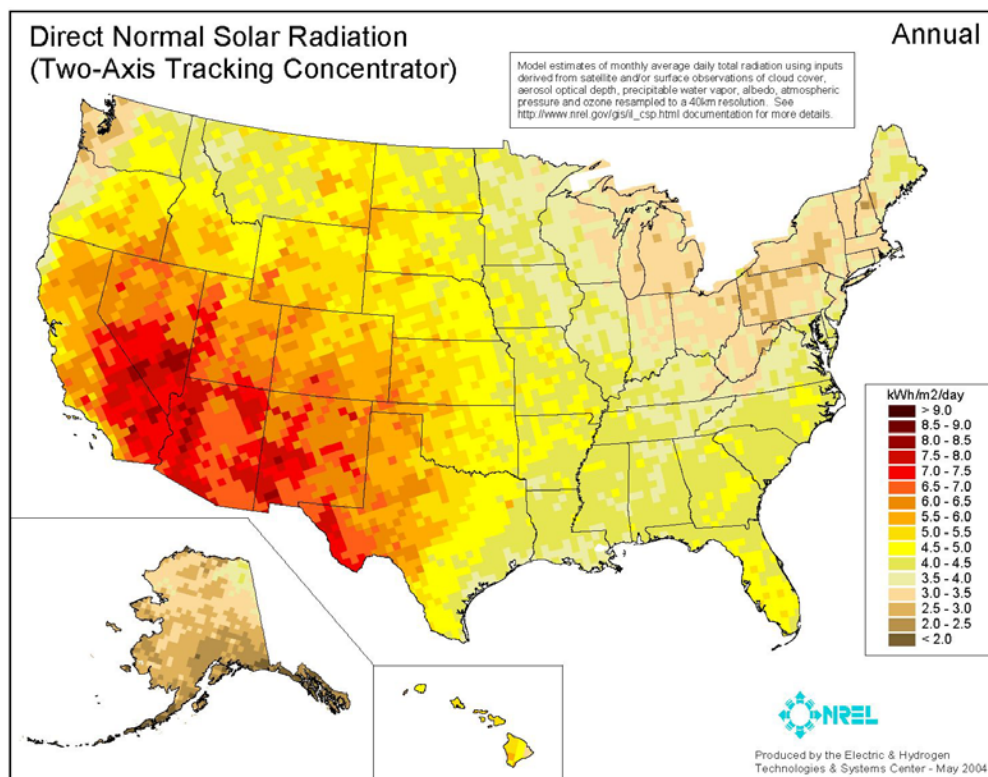 Direct Normal Solar Radiation
(Two-Axis Tracking Concentrator)
Annual
Model estimates of monthly average daily total radiation using inputs
derived from satellite and/or surface observations of cloud cover,
aerosol optical depth, precipitable water vapor, albedo, atmospheric
pressure and ozone resampled to a 40km resolution. See
http://www.nrel.gov/gis/il_csp.html documentation for more details.
kWh/m2/day
> 9.0
8.5 - 9.0
8.0 - 8.5
7.5 - 8.0
7.0 - 7.5
6.5 - 7.0
6.0 - 6.5
5.5 - 6.0
5.0 - 5.5
4.5 - 5.0
4.0 - 4.5
3.5 - 4.0
3.0 - 3.5
2.5 - 3.0
2.0 - 2.5
< 2.0
NREL
Produced by the Electric & Hydrogen
Technologies & Systems Center - May 2004